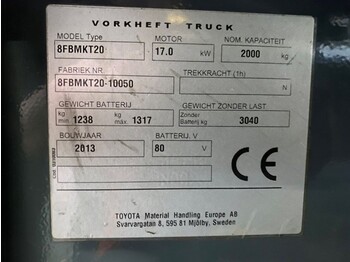 VORKHEFT TRUCK
MODEL Type MOTOR NOM. KAPACITEIT
8FBMKT20 17.0 kW 2000 kg
FABRIEK NR. TREKKRACHT (1h)
8FBMKT20-10050 N
GEWICHT BATTERIJ GEWICHT ZONDER LAST
kg min. 1238 kg máx. 1317 Zonder Batterij kg 3040
BOUWJAAR BATTERIJ. V
2013 80
CE
TOYOTA Material Handling Europe AB
Svarvargatan 8, 595 81 Mjölby, Sweden